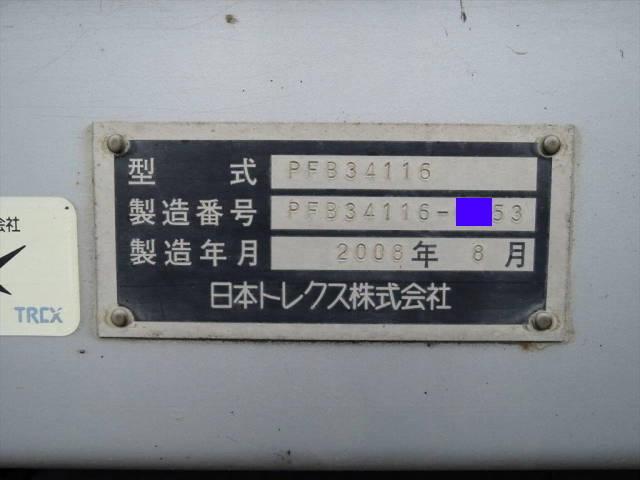 型 式 PFB34116
製造番号 PFB34116- 53
製造年月 2008年 8月
日本トレクス株式会社
会社
TREX